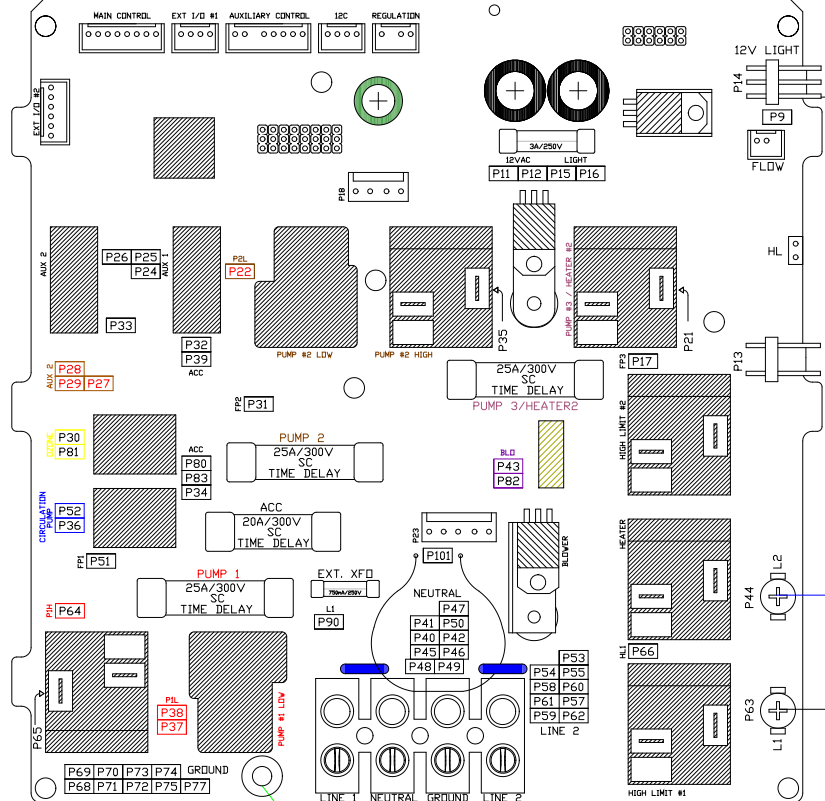 MAIN CONTROL
EXT I/O #1
AUXILIARY CONTROL
12C
REGULATION
12V LIGHT
P14
P9
FLOW
EXT I/O #2
3A/250V
12VAC
LIGHT
P11
P12
P15
P16
P18
AUX 2
P26
P25
P24
AUX 1
P2L
P22
HL
PUMP #3 / HEATER #2
P33
P32
P39
ACC
PUMP #2 LOW
PUMP #2 HIGH
P35
P21
P13
FP3
P17
AUX 2
P28
P29
P27
25A/300V
SC
TIME DELAY
PUMP 3/HEATER2
FP2
P31
HIGH LIMIT #2
OZONE
P30
P81
PUMP 2
25A/300V
SC
TIME DELAY
ACC
P80
P83
P34
BLO
P43
P82
CIRCULATION
PUMP
P52
P36
ACC
20A/300V
SC
TIME DELAY
P23
P101
BLOWER
HEATER
FP1
P51
PUMP 1
25A/300V
SC
TIME DELAY
EXT. XFO
750mA/250V
L1
P90
L2
P44
P1H
P64
NEUTRAL
P47
P41
P50
P40
P42
P45
P46
P48
P49
HL1
P66
P53
P54
P55
P58
P60
P61
P57
P59
P62
LINE 2
P65
P1L
P38
P37
PUMP #1 LOW
P63
L1
P69
P70
P73
P74
GROUND
P68
P71
P72
P75
P77
LINE 1
NEUTRAL
GROUND
LINE 2
HIGH LIMIT #1